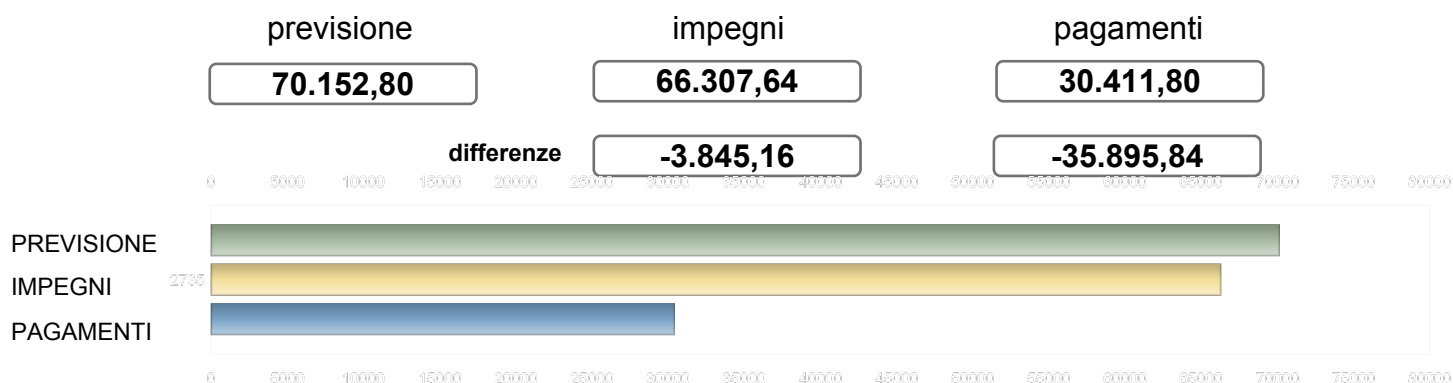 previsione impegni pagamenti
70.152,80 66.307,64 30.411,80
differenze -3.845,16 -35.895,84
0 5000 10000 15000 20000 25000 30000 35000 40000 45000 50000 55000 60000 65000 70000 75000 80000
PREVISIONE
2735
IMPEGNI
PAGAMENTI
0 5000 10000 15000 20000 25000 30000 35000 40000 45000 50000 55000 60000 65000 70000 75000 80000